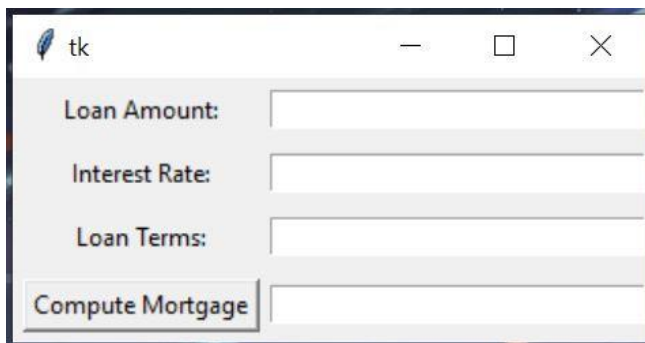 tk
Loan Amount:
Interest Rate:
Loan Terms:
Compute Mortgage